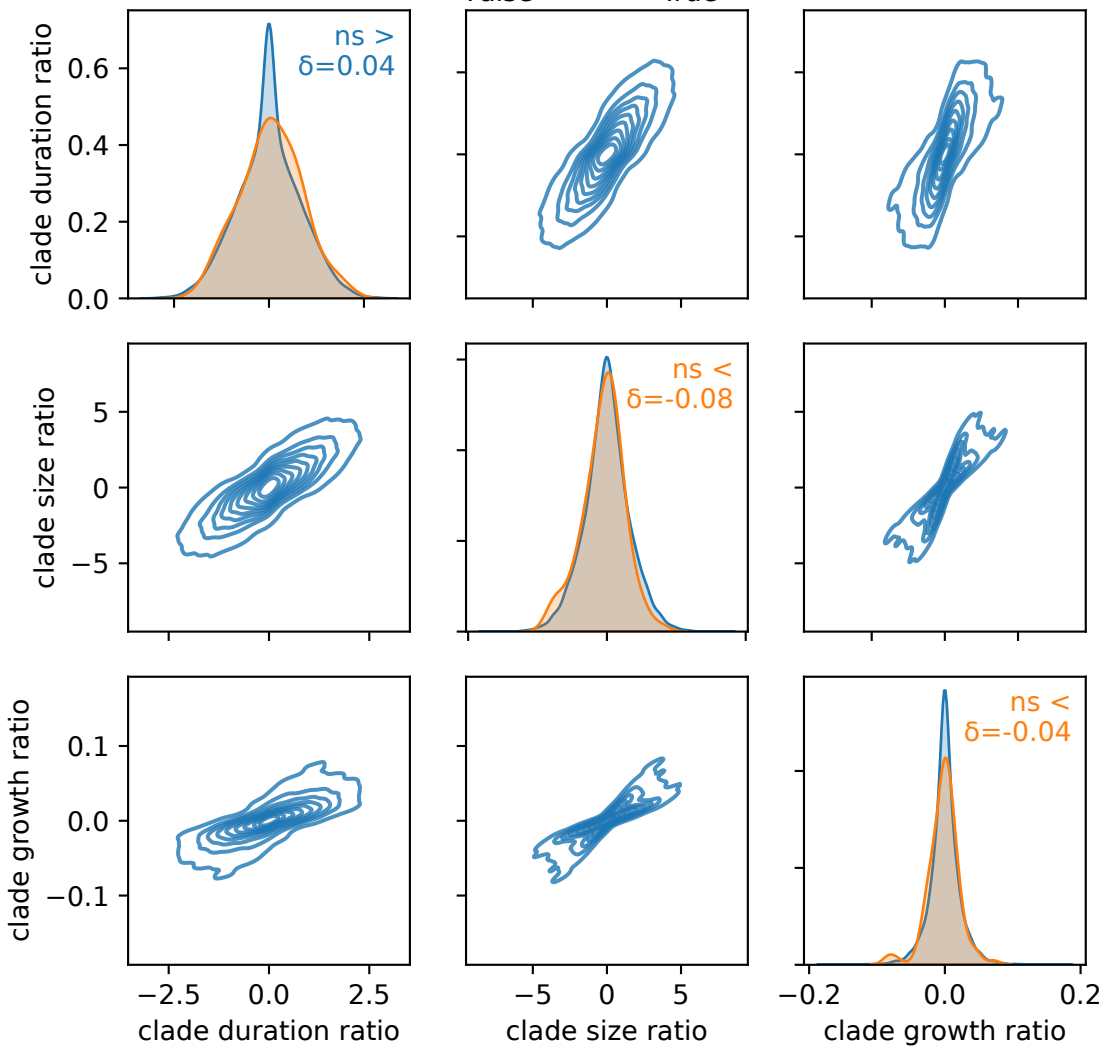 clade duration ratio
0.6
0.4
0.2
0.0
ns >
δ=0.04
clade size ratio
5
0
−5
ns <
δ=-0.08
clade growth ratio
0.1
0.0
−0.1
ns <
δ=-0.04
−2.5 0.0 2.5
−5 0 5
−0.2 0.0 0.2
clade duration ratio
clade size ratio
clade growth ratio